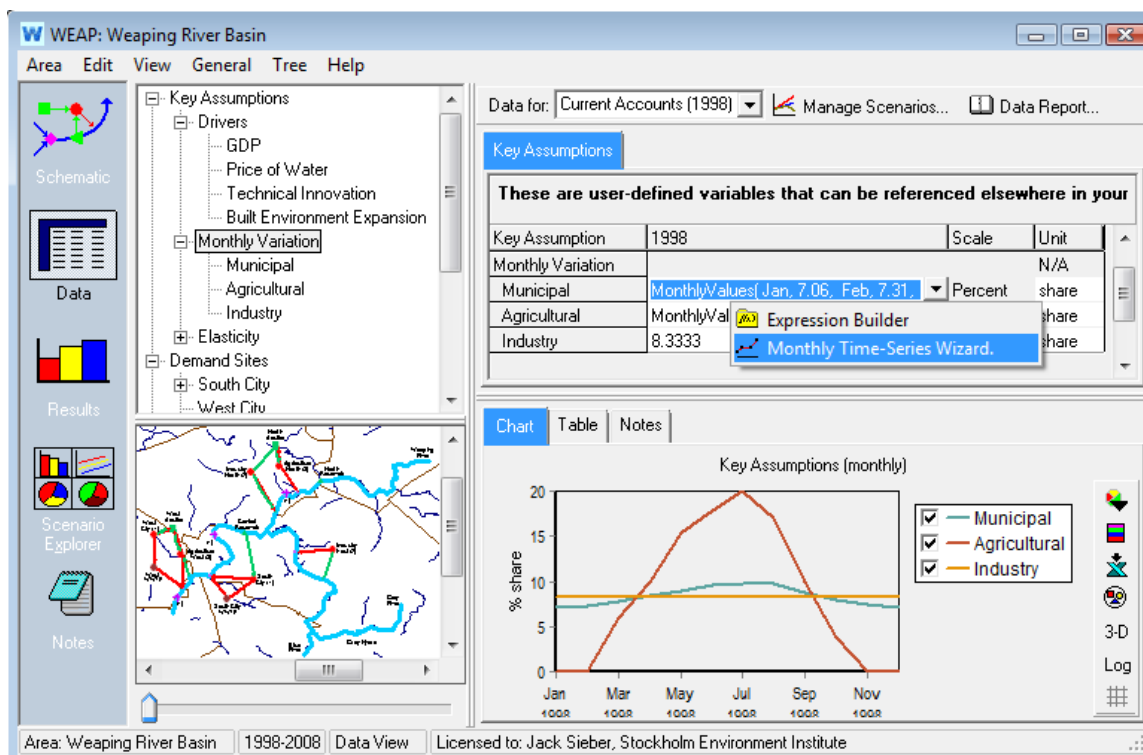 WEAP: Weaping River Basin
Area Edit View General Tree Help
Schematic
Data
Results
Scenario
Explorer
Notes
Key Assumptions
Drivers
GDP
Price of Water
Technical Innovation
Built Environment Expansion
Monthly Variation
Municipal
Agricultural
Industry
Elasticity
Demand Sites
South City
West City
Data for: Current Accounts (1998) Manage Scenarios... Data Report...
Key Assumptions
These are user-defined variables that can be referenced elsewhere in your
Key Assumption 1998 Scale Unit
Monthly Variation N/A
Municipal MonthlyValues( Jan, 7.06, Feb, 7.31, Percent share
Agricultural MonthlyVal share
Industry 8.3333 share
Expression Builder
Monthly Time-Series Wizard.
Chart Table Notes
Key Assumptions (monthly)
% share
20
15
10
5
0
Jan Mar May Jul Sep Nov
1998 1998 1998 1998 1998 1998
Municipal
Agricultural
Industry
3-D
Log
Area: Weaping River Basin 1998-2008 Data View Licensed to: Jack Sieber, Stockholm Environment Institute